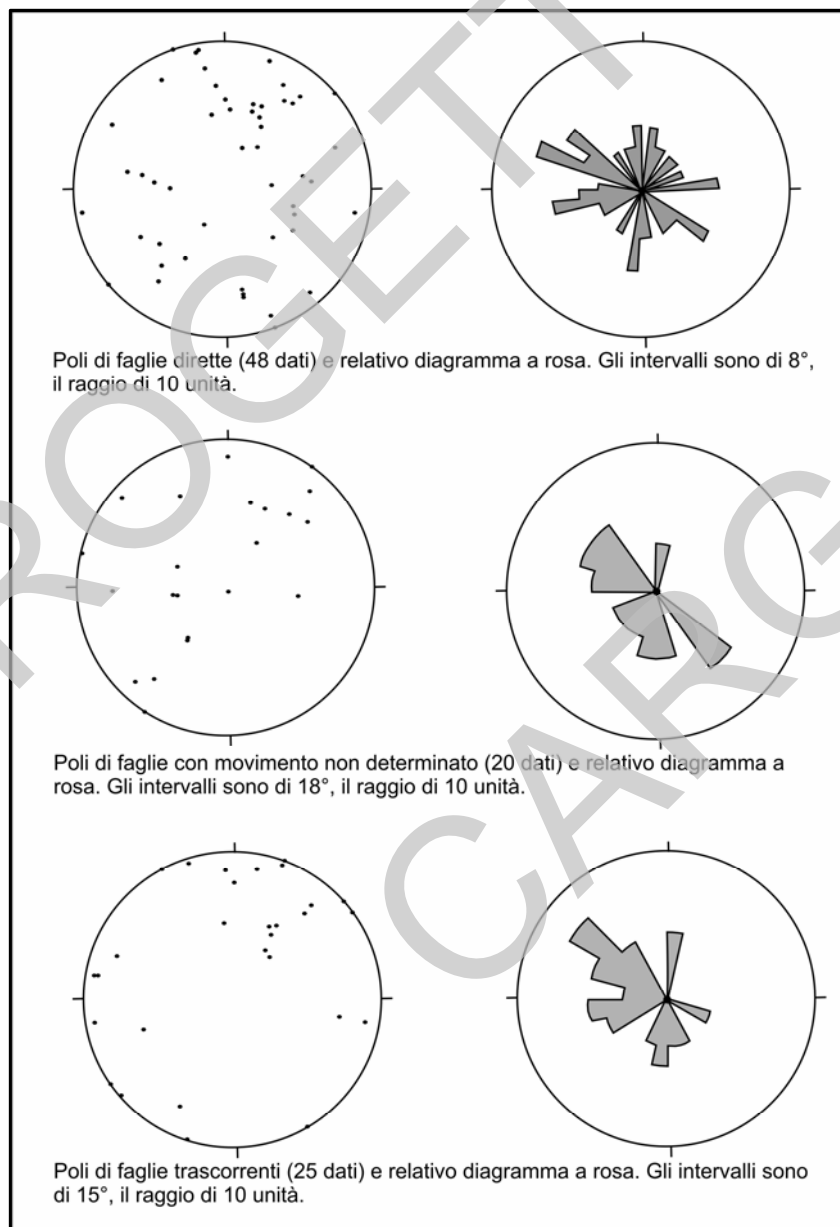 Poli di faglie dirette (48 dati) e relativo diagramma a rosa. Gli intervalli sono di 8°,
il raggio di 10 unità.
Poli di faglie con movimento non determinato (20 dati) e relativo diagramma a
rosa. Gli intervalli sono di 18°, il raggio di 10 unità.
Poli di faglie trascorrenti (25 dati) e relativo diagramma a rosa. Gli intervalli sono
di 15°, il raggio di 10 unità.
ROGETT
CARG